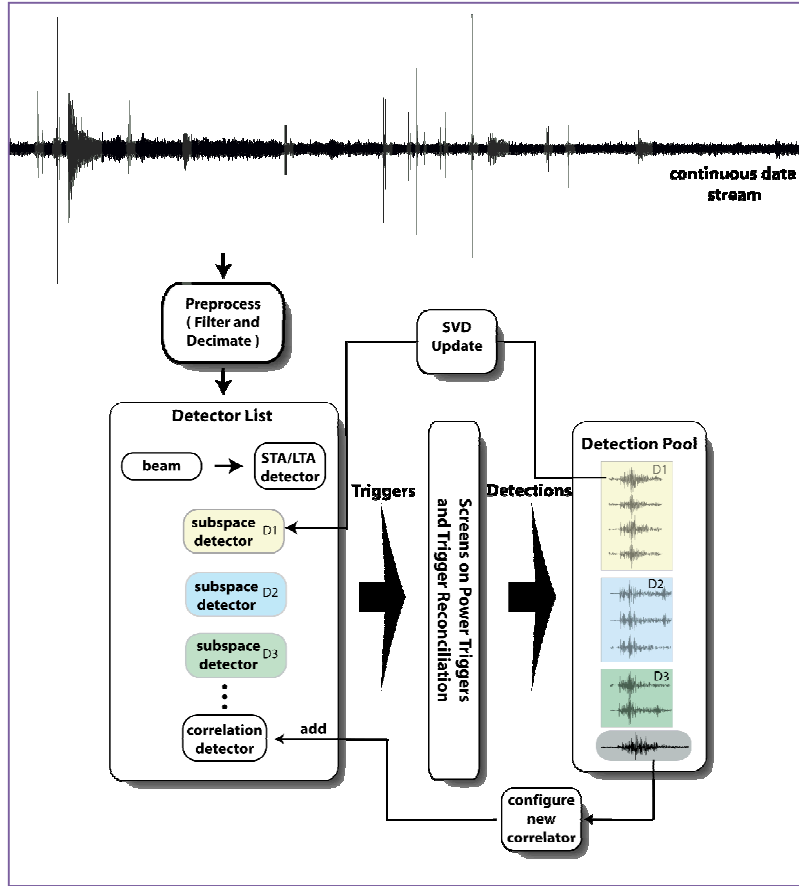 continuous data
stream
Preprocess
( Filter and
Decimate )
SVD
Update
Detector List
beam
STA/LTA
detector
subspace
detector D1
subspace
detector D2
subspace
detector D3
correlation
detector
add
Triggers
Screens on Power Triggers
and Trigger Reconciliation
Detections
Detection Pool
D1
D2
D3
configure
new
correlator